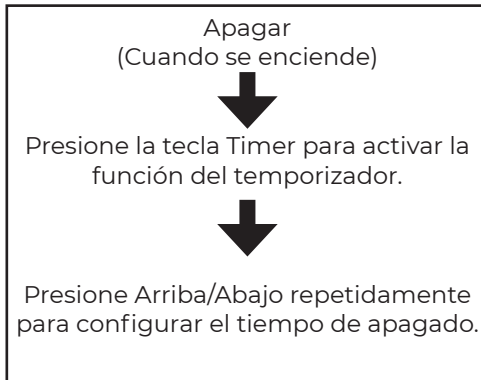 Apagar
(Cuando se enciende)
Presione la tecla Timer para activar la
función del temporizador.
Presione Arriba/Abajo repetidamente
para configurar el tiempo de apagado.